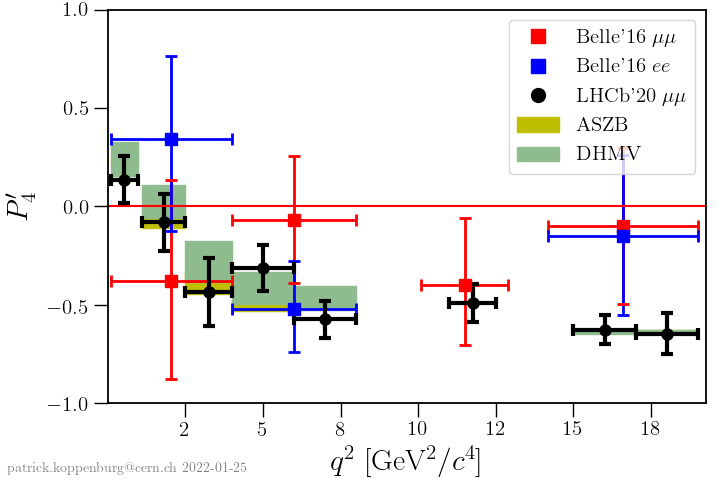 1.0
0.5
0.0
−0.5
−1.0
P′4
Belle'16 μμ
Belle'16 ee
LHCb'20 μμ
ASZB
DHMV
2 5 8 10 12 15 18
q² [GeV²/c⁴]
patrick.koppenburg@cern.ch 2022-01-25